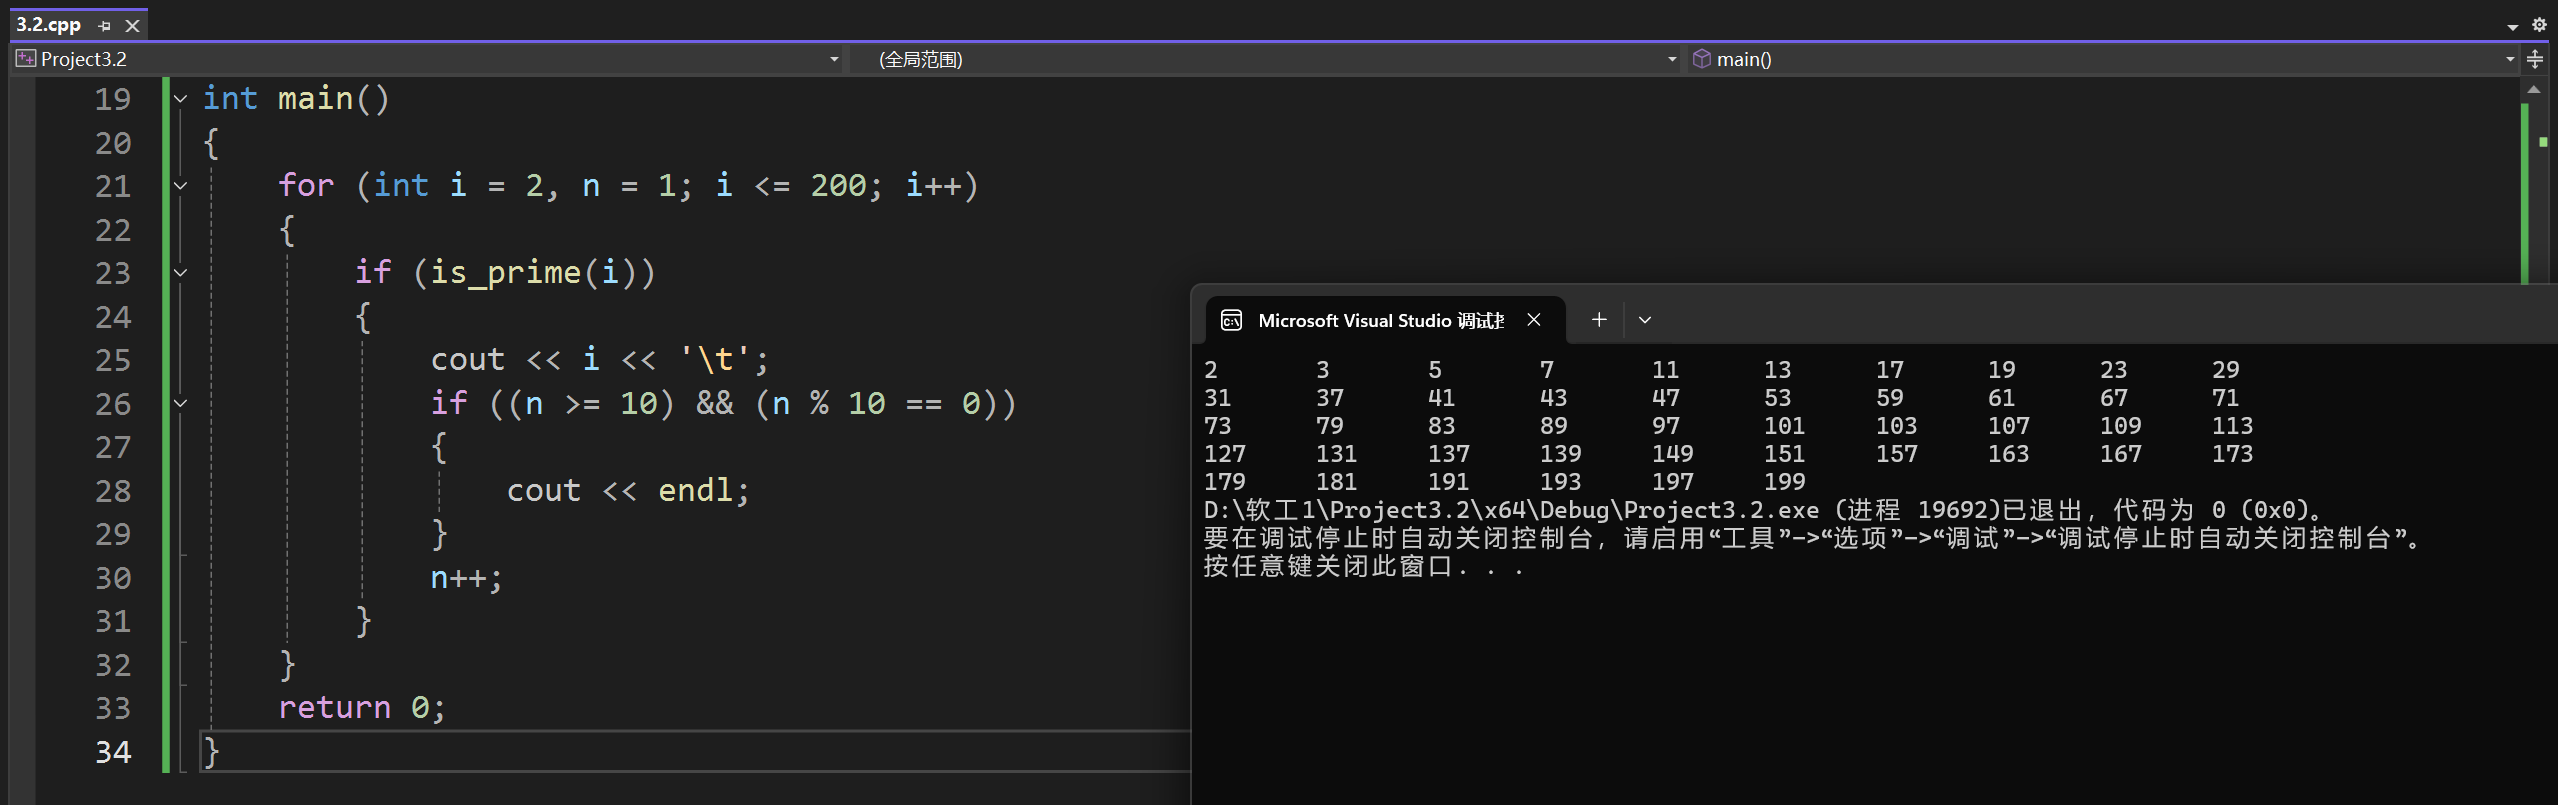 3.2.cpp
Project3.2 (全局范围) main()
19 int main()
20 {
21 for (int i = 2, n = 1; i <= 200; i++)
22 {
23 if (is_prime(i))
24 {
25 cout << i << '\t';
26 if ((n >= 10) && (n % 10 == 0))
27 {
28 cout << endl;
29 }
30 n++;
31 }
32 }
33 return 0;
34 }
Microsoft Visual Studio 调试
2 3 5 7 11 13 17 19 23 29
31 37 41 43 47 53 59 61 67 71
73 79 83 89 97 101 103 107 109 113
127 131 137 139 149 151 157 163 167 173
179 181 191 193 197 199
D:\软工1\Project3.2\x64\Debug\Project3.2.exe (进程 19692)已退出，代码为 0 (0x0)。
要在调试停止时自动关闭控制台，请启用“工具”->“选项”->“调试”->“调试停止时自动关闭控制台”。
按任意键关闭此窗口. . .